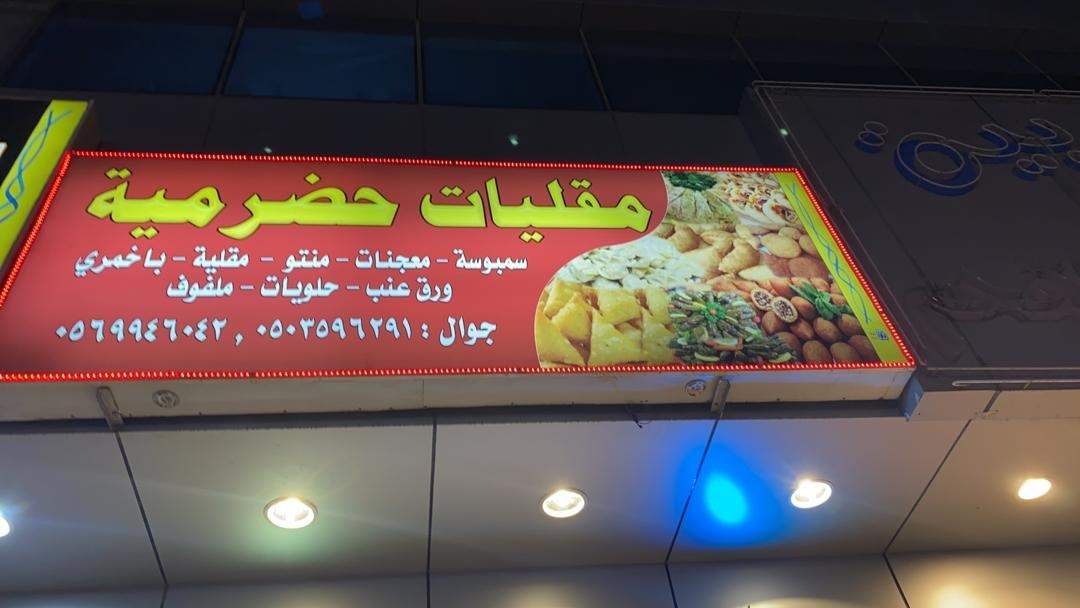 مقليات حضرمية
سمبوسة - معجنات - منتو - مقلية - باخمري
ورق عنب - حلويات - ملفوف
جوال : ٠٥٠٣٥٩٦٢٩١ , ٠٥٦٩٩٤٦٠٤٢